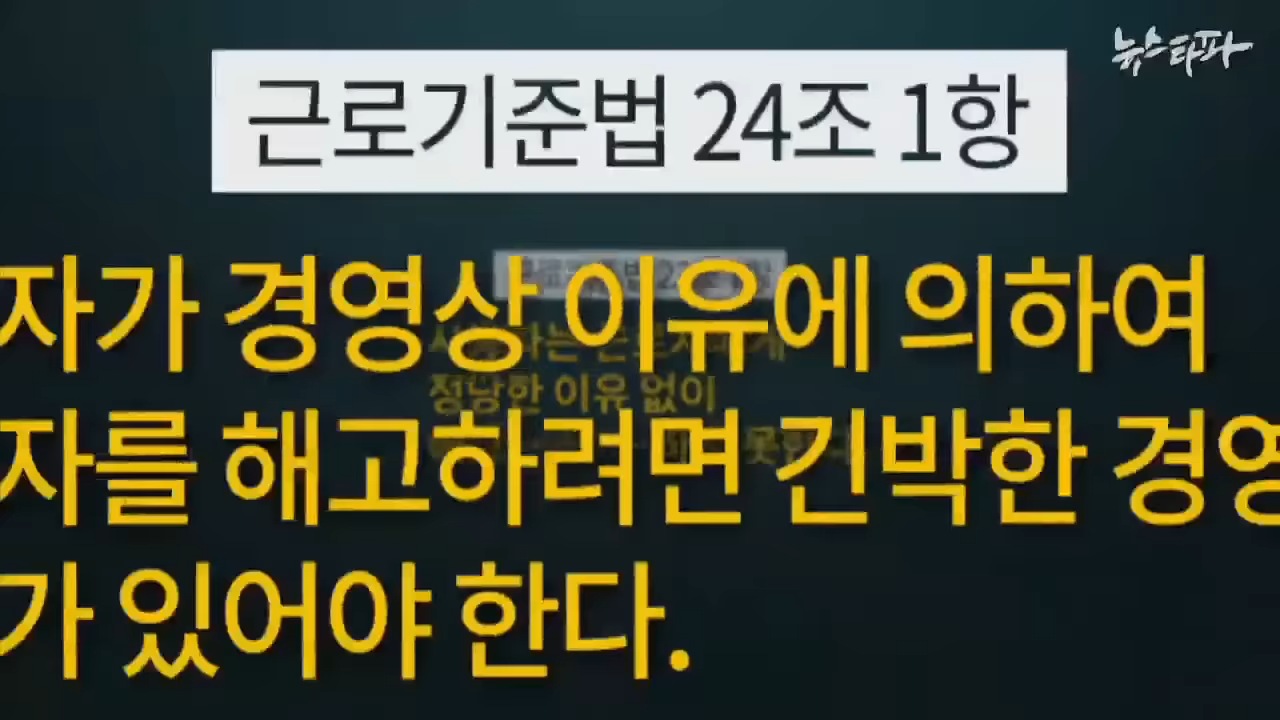 뉴스타파
근로기준법 24조 1항
자가 경영상 이유에 의하여
자를 해고하려면 긴박한 경영
가 있어야 한다.
정당한 이유 없이